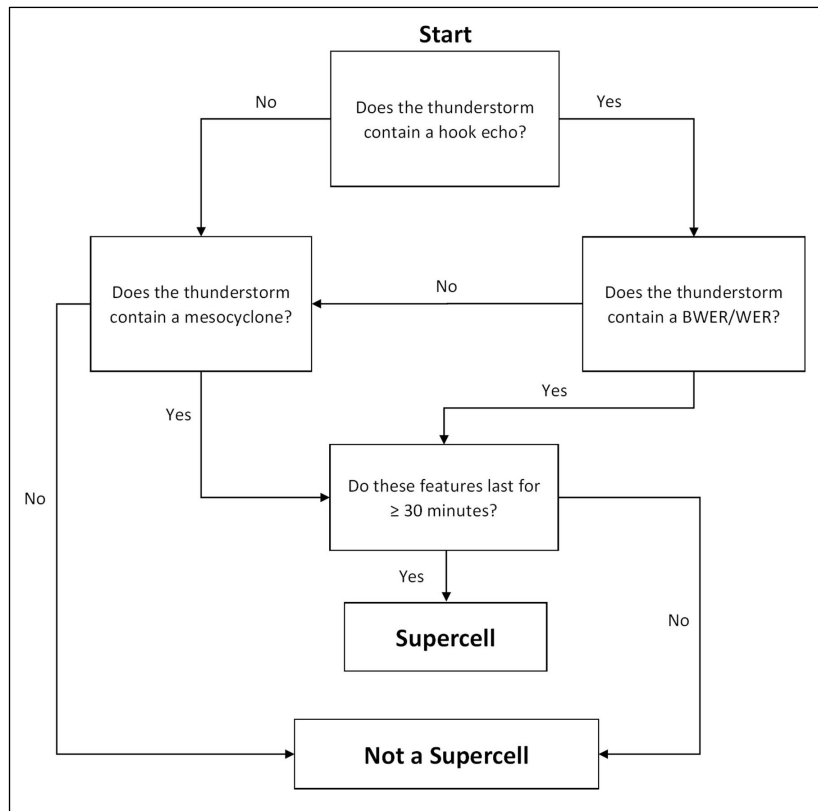 Start
No
Does the thunderstorm
contain a hook echo?
Yes
Does the thunderstorm
contain a mesocyclone?
No
Does the thunderstorm
contain a BWER/WER?
Yes
Yes
No
Do these features last for
≥ 30 minutes?
Yes
No
Supercell
Not a Supercell